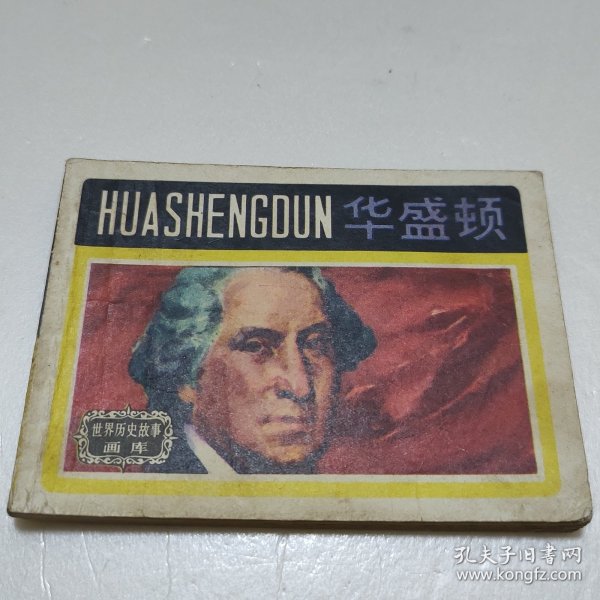 HUASHENGDUN 华盛顿
世界历史故事
画库
孔夫子旧书网
www.kongfz.com